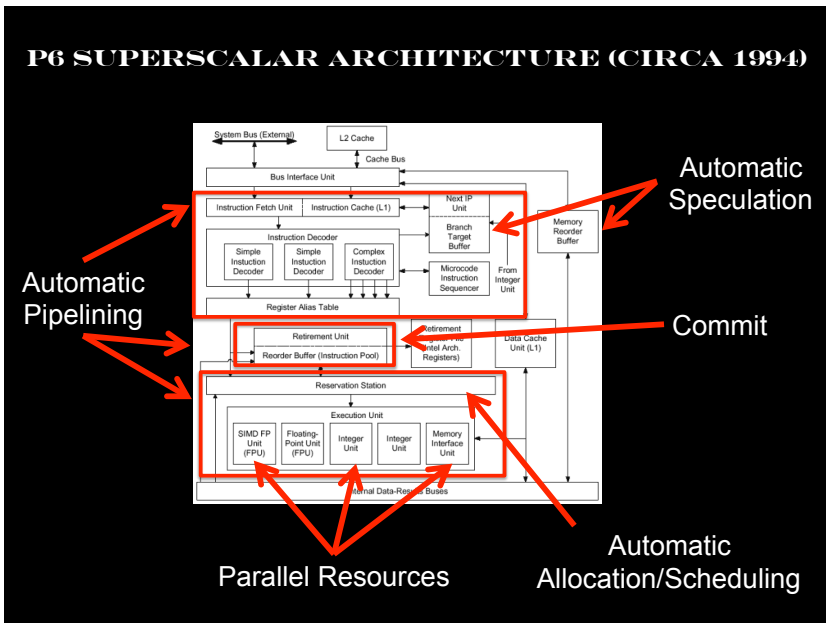 P6 SUPERSCALAR ARCHITECTURE (CIRCA 1994)
System Bus (External)
L2 Cache
Cache Bus
Bus Interface Unit
Instruction Fetch Unit
Instruction Cache (L1)
Next IP
Unit
Branch
Target
Buffer
Memory
Reorder
Buffer
Automatic
Speculation
Instruction Decoder
Simple
Instuction
Decoder
Simple
Instuction
Decoder
Complex
Instuction
Decoder
Microcode
Instruction
Sequencer
From
Integer
Unit
Automatic
Pipelining
Register Alias Table
Retirement Unit
Reorder Buffer (Instruction Pool)
Retirement
Intel Arch.
Registers)
Data Cache
Unit (L1)
Commit
Reservation Station
Execution Unit
SIMD FP
Unit
(FPU)
Floating-
Point Unit
(FPU)
Integer
Unit
Integer
Unit
Memory
Interface
Unit
Internal Data-Results Buses
Parallel Resources
Automatic
Allocation/Scheduling